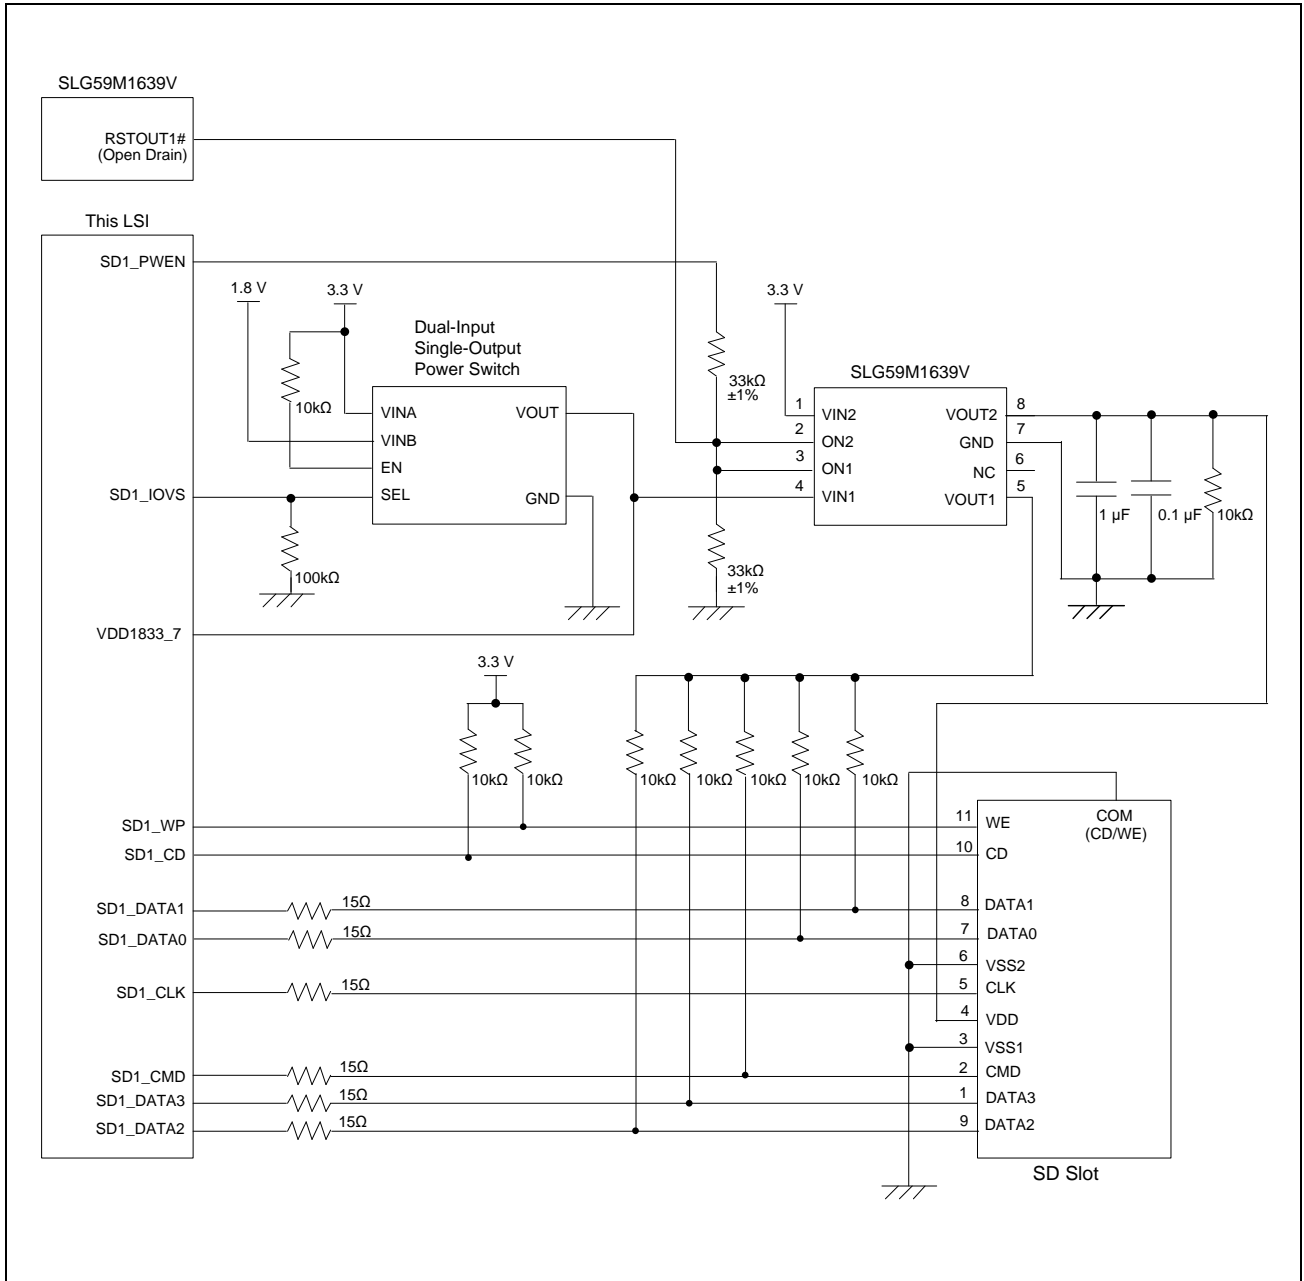 SLG59M1639V
RSTOUT1#
(Open Drain)
This LSI
SD1_PWEN
1.8 V
3.3 V
10kΩ
Dual-Input
Single-Output
Power Switch
VINA
VINB
EN
SEL
VOUT
GND
SD1_IOVS
100kΩ
VDD1833_7
33kΩ
±1%
33kΩ
±1%
3.3 V
SLG59M1639V
1
2
3
4
VIN2
ON2
ON1
VIN1
VOUT2
GND
NC
VOUT1
8
7
6
5
1 µF
0.1 µF
10kΩ
3.3 V
10kΩ
10kΩ
10kΩ
10kΩ
10kΩ
10kΩ
10kΩ
SD1_WP
SD1_CD
SD1_DATA1
15Ω
SD1_DATA0
15Ω
SD1_CLK
15Ω
SD1_CMD
15Ω
SD1_DATA3
15Ω
SD1_DATA2
15Ω
COM
(CD/WE)
11 WE
10 CD
8 DATA1
7 DATA0
6 VSS2
5 CLK
4 VDD
3 VSS1
2 CMD
1 DATA3
9 DATA2
SD Slot